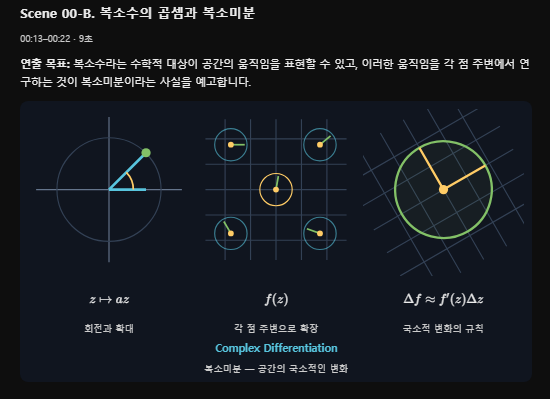 Scene 00-B. 복소수의 곱셈과 복소미분
00:13–00:22 · 9초
연출 목표: 복소수라는 수학적 대상이 공간의 움직임을 표현할 수 있고, 이러한 움직임을 각 점 주변에서 연
구하는 것이 복소미분이라는 사실을 예고합니다.
z ↦ az
회전과 확대
f(z)
각 점 주변으로 확장
Δf ≈ f′(z)Δz
국소적 변화의 규칙
Complex Differentiation
복소미분 — 공간의 국소적인 변화